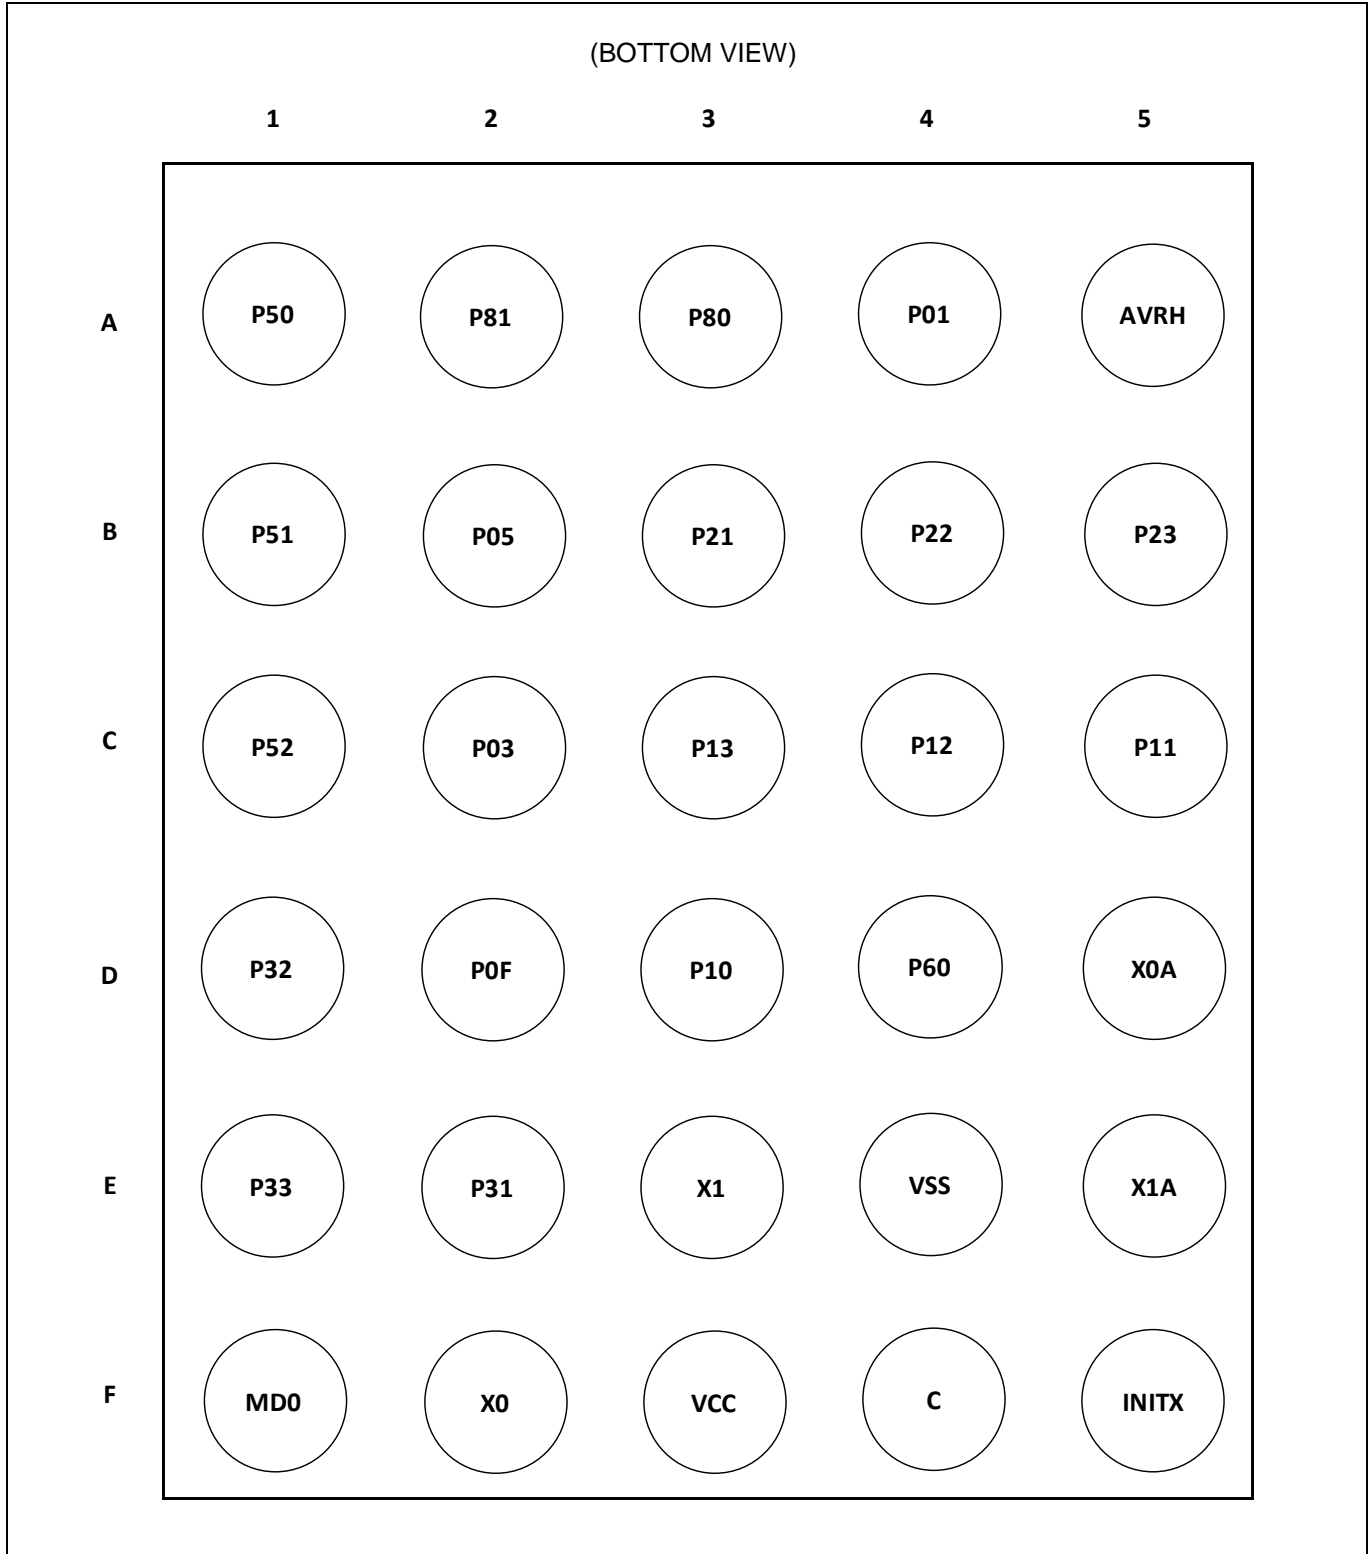 (BOTTOM VIEW)
1 2 3 4 5
A P50 P81 P80 P01 AVRH
B P51 P05 P21 P22 P23
C P52 P03 P13 P12 P11
D P32 P0F P10 P60 X0A
E P33 P31 X1 VSS X1A
F MD0 X0 VCC C INITX